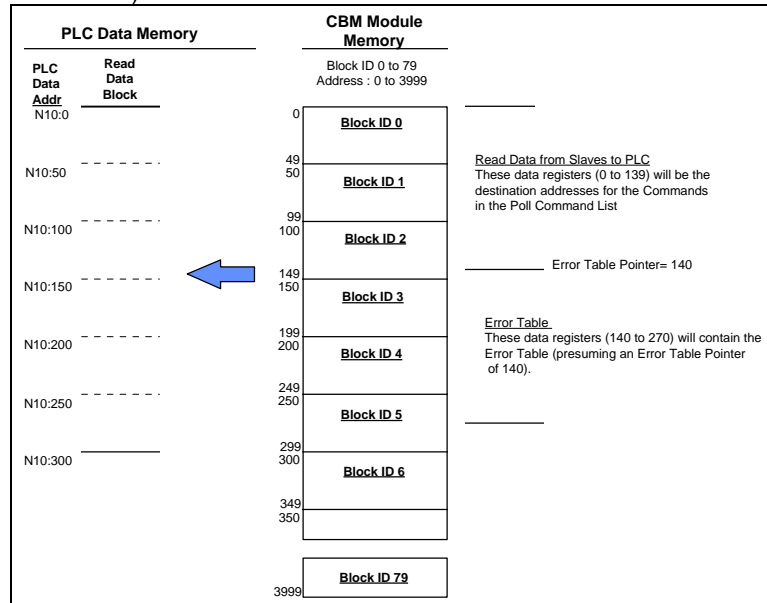 PLC Data Memory
CBM Module
Memory
PLC
Data
Addr
Read
Data
Block
Block ID 0 to 79
Address : 0 to 3999
N10:0
0
Block ID 0
49
50
N10:50
Block ID 1
Read Data from Slaves to PLC
These data registers (0 to 139) will be the
destination addresses for the Commands
in the Poll Command List
99
100
N10:100
Block ID 2
Error Table Pointer= 140
149
150
N10:150
Block ID 3
199
200
N10:200
Block ID 4
Error Table
These data registers (140 to 270) will contain the
Error Table (presuming an Error Table Pointer
of 140).
249
250
N10:250
Block ID 5
299
300
N10:300
Block ID 6
349
350
Block ID 79
3999